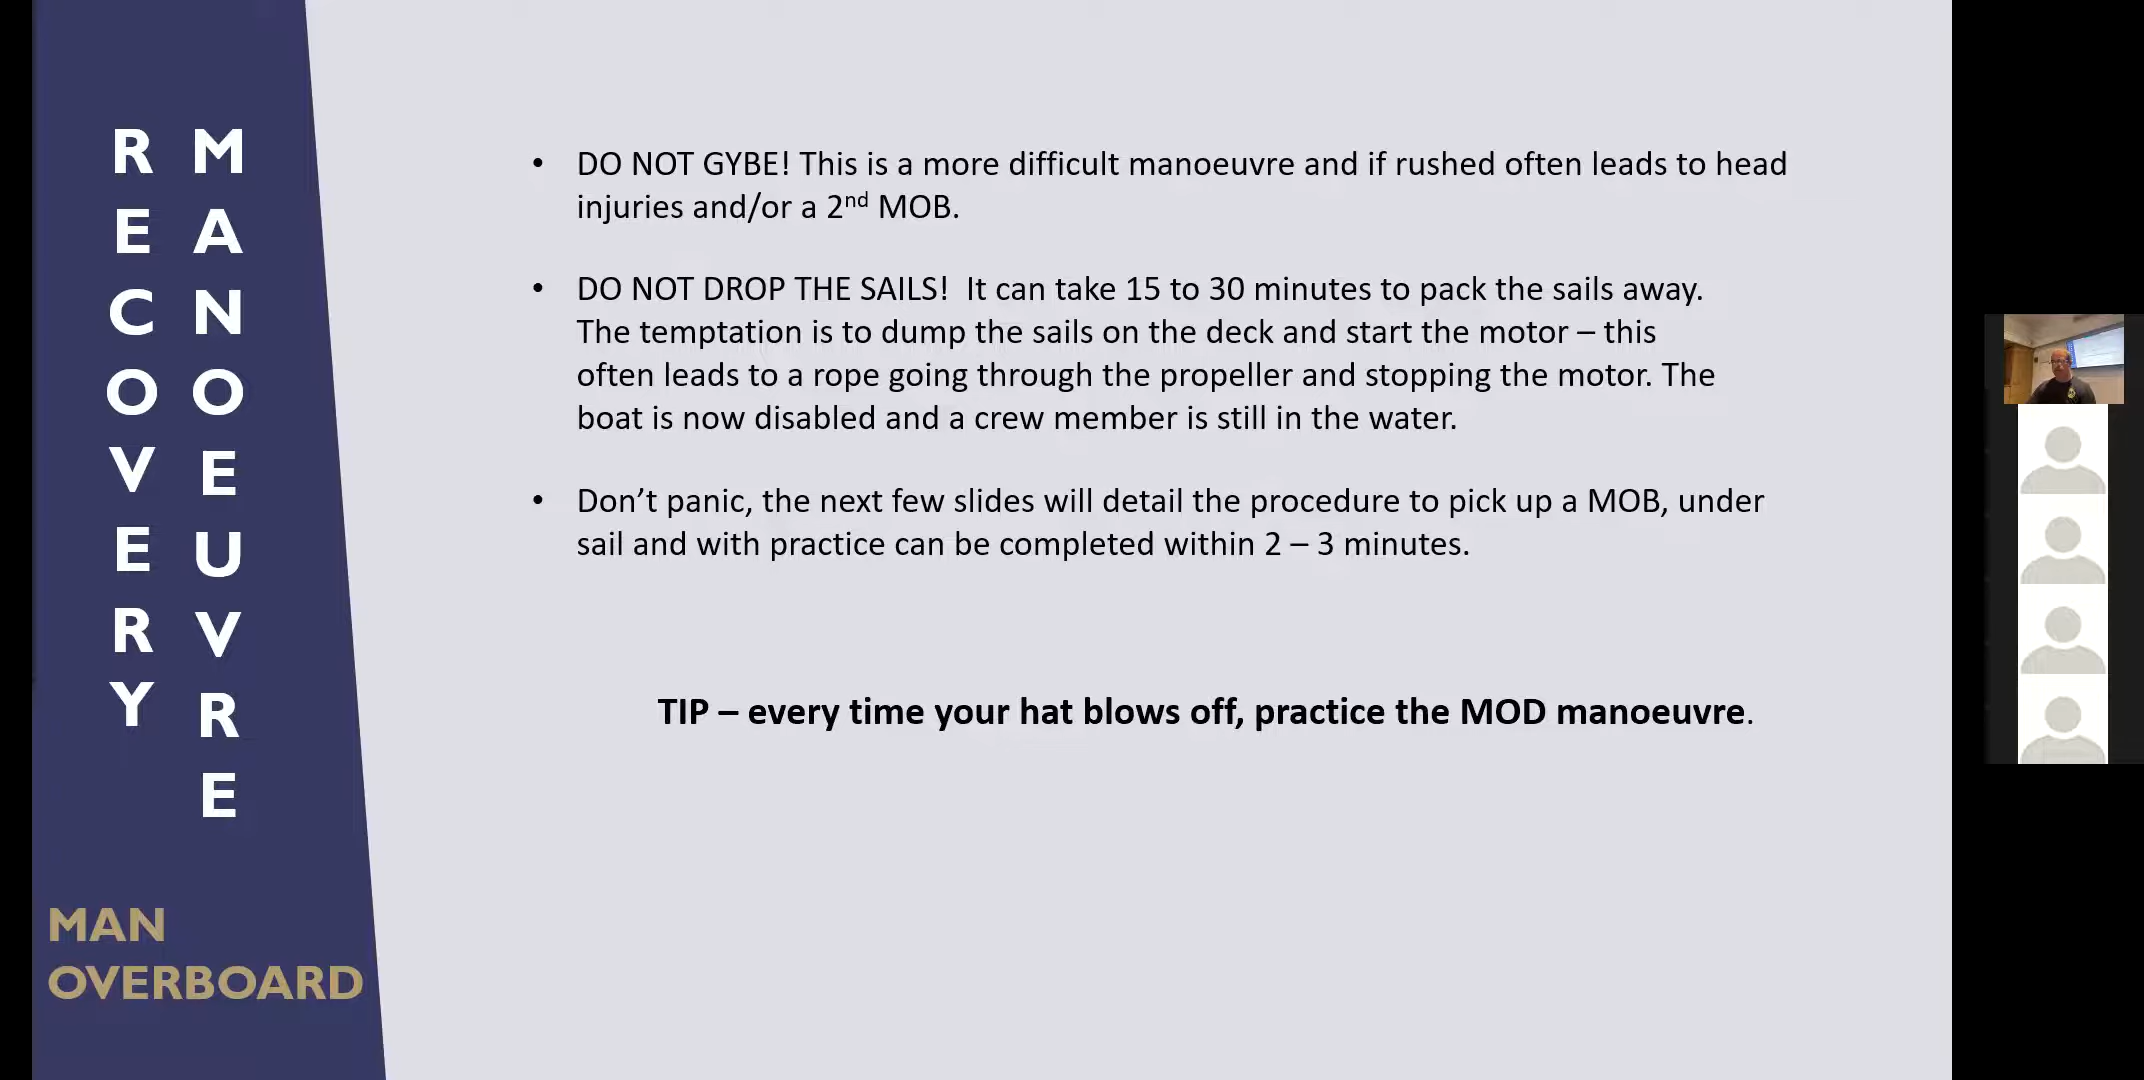 RECOVERY
MANOEUVRE
• DO NOT GYBE! This is a more difficult manoeuvre and if rushed often leads to head
injuries and/or a 2nd MOB.
• DO NOT DROP THE SAILS!  It can take 15 to 30 minutes to pack the sails away.
The temptation is to dump the sails on the deck and start the motor – this
often leads to a rope going through the propeller and stopping the motor. The
boat is now disabled and a crew member is still in the water.
• Don’t panic, the next few slides will detail the procedure to pick up a MOB, under
sail and with practice can be completed within 2 – 3 minutes.
TIP – every time your hat blows off, practice the MOD manoeuvre.
MAN
OVERBOARD